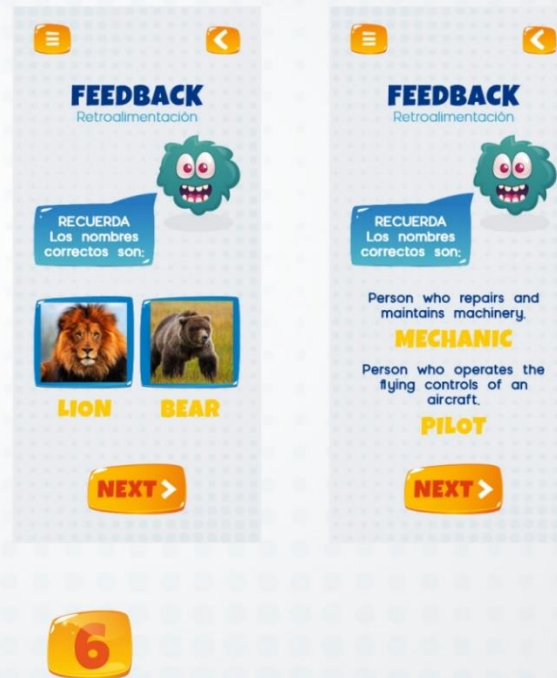 FEEDBACK
Retroalimentación
RECUERDA
Los nombres
correctos son:
LION
BEAR
NEXT >
FEEDBACK
Retroalimentación
RECUERDA
Los nombres
correctos son:
Person who repairs and
maintains machinery.
MECHANIC
Person who operates the
flying controls of an
aircraft.
PILOT
NEXT >
6